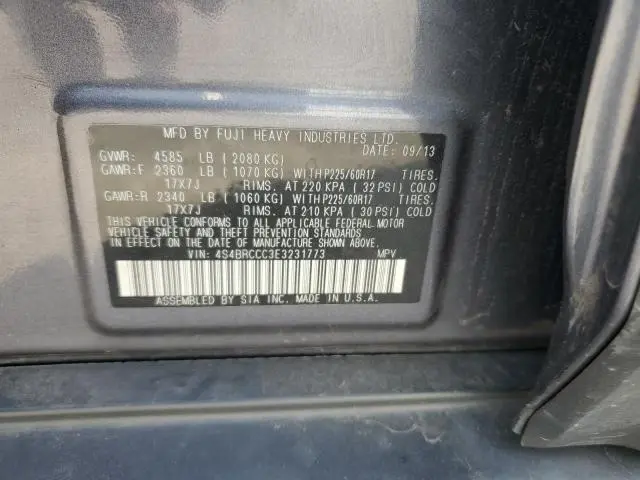 MFD BY FUJI HEAVY INDUSTRIES LTD.
DATE: 09/13
GVWR: 4585 LB ( 2080 KG)
GAWR:F 2360 LB ( 1070 KG) WITH P225/60R17 TIRES.
17X7J RIMS. AT 220 KPA ( 32 PSI) COLD
GAWR:R 2340 LB ( 1060 KG) WITH P225/60R17 TIRES.
17X7J RIMS. AT 210 KPA ( 30 PSI) COLD
THIS VEHICLE CONFORMS TO ALL APPLICABLE FEDERAL MOTOR
VEHICLE SAFETY AND THEFT PREVENTION STANDARDS
IN EFFECT ON THE DATE OF MANUFACTURE SHOWN ABOVE.
VIN: 4S4BRCCC3E3231773 MPV
ASSEMBLED BY SIA INC. MADE IN U.S.A.